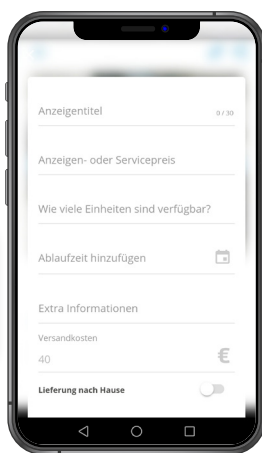 Anzeigentitel
0 / 30
Anzeigen- oder Servicepreis
Wie viele Einheiten sind verfügbar?
Ablaufzeit hinzufügen
Extra Informationen
Versandkosten
40 €
Lieferung nach Hause